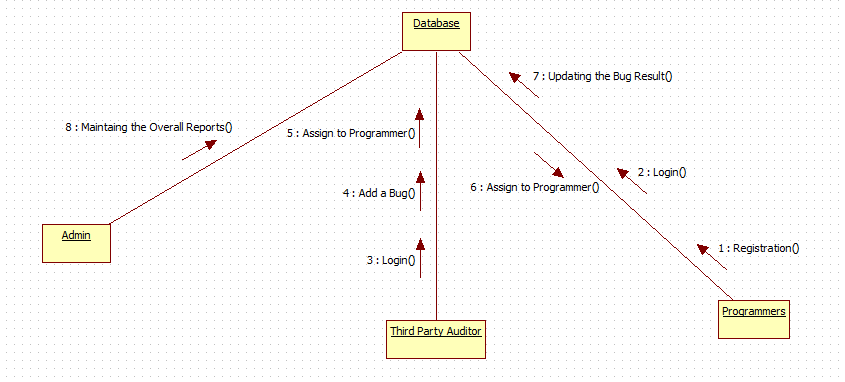 Database
7 : Updating the Bug Result()
8 : Maintaing the Overall Reports()
5 : Assign to Programmer()
2 : Login()
6 : Assign to Programmer()
4 : Add a Bug()
Admin
1 : Registration()
3 : Login()
Programmers
Third Party Auditor